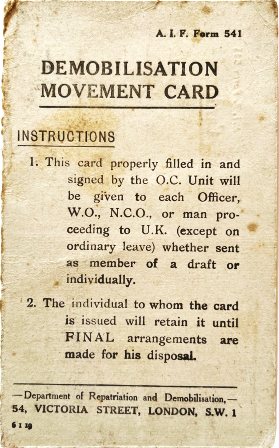 A. I. F. Form 541
DEMOBILISATION
MOVEMENT CARD
INSTRUCTIONS
1. This card properly filled in and
signed by the O.C. Unit will
be given to each Officer,
W.O., N.C.O., or man pro-
ceeding to U.K. (except on
ordinary leave) whether sent
as member of a draft or
individually.
2. The individual to whom the card
is issued will retain it until
FINAL arrangements are
made for his disposal.
—Department of Repatriation and Demobilisation,—
54, VICTORIA STREET, LONDON, S.W. 1
6 1 19